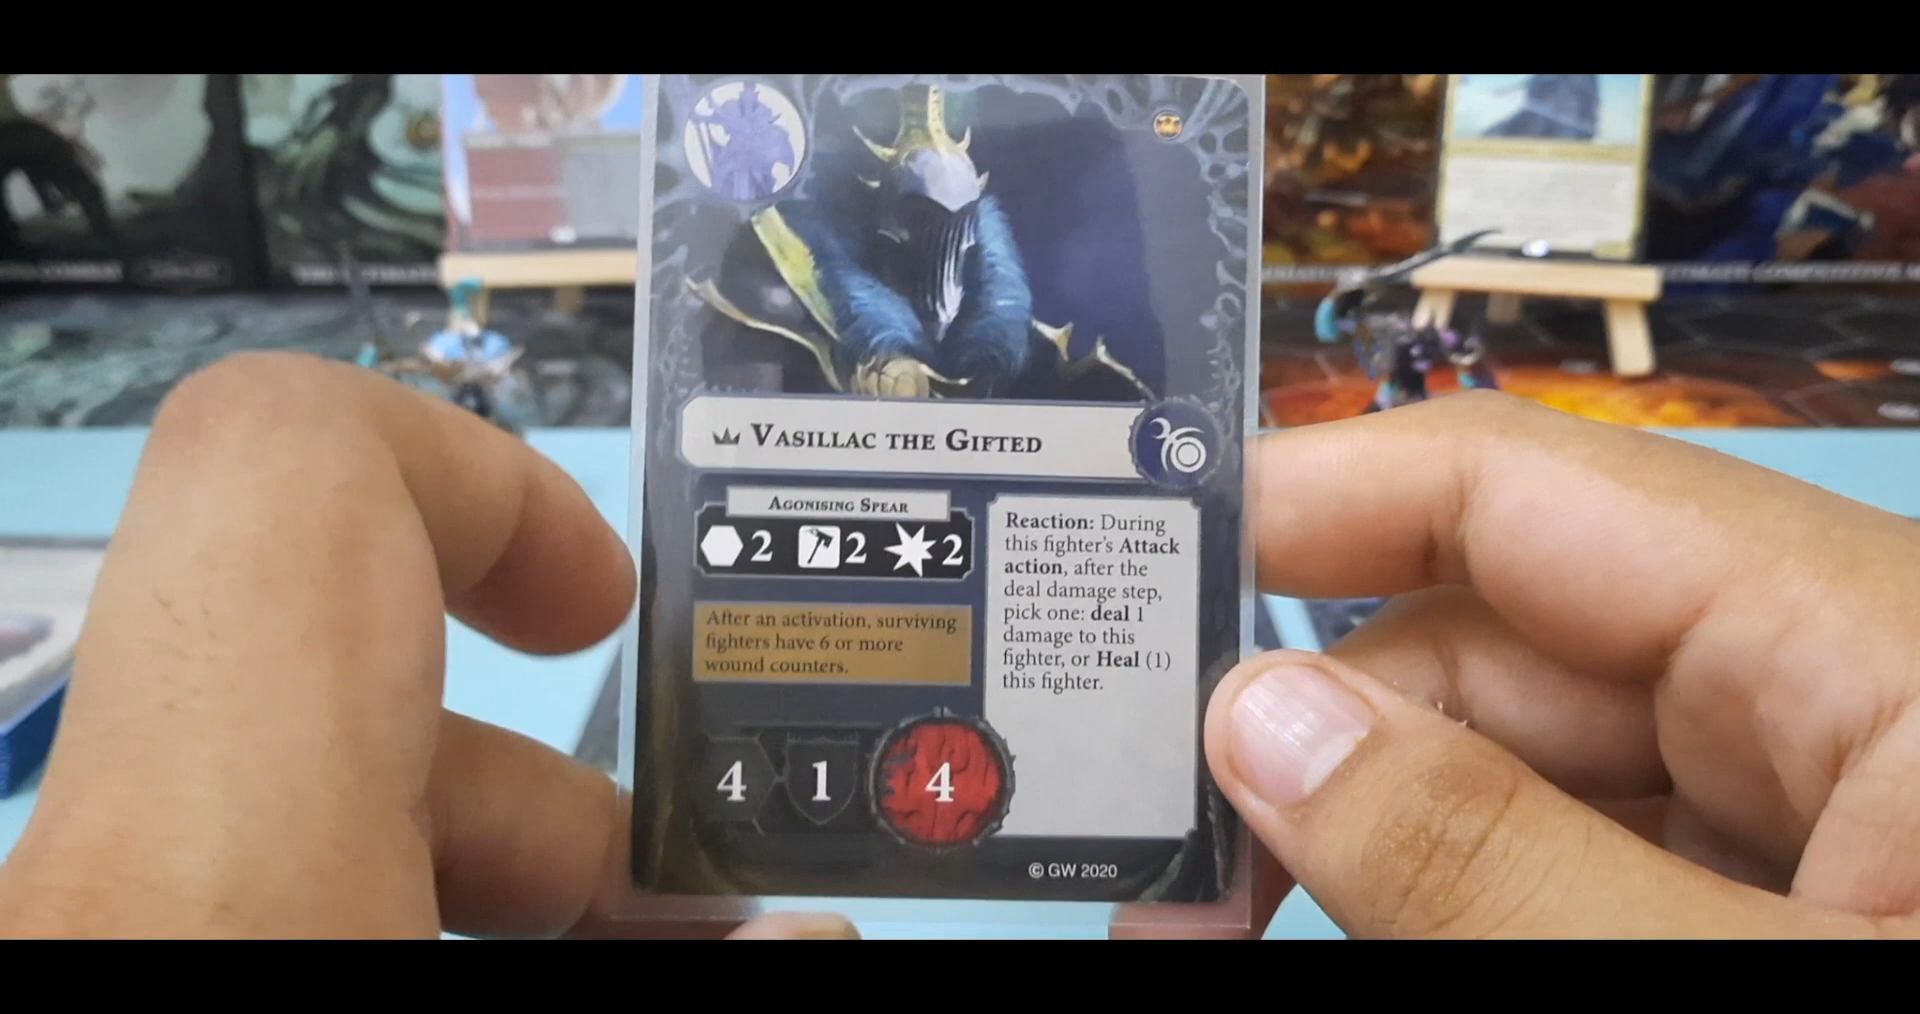 VASILLAC THE GIFTED
AGONISING SPEAR
2 2 2
After an activation, surviving
fighters have 6 or more
wound counters.
4 1 4
Reaction: During
this fighter's Attack
action, after the
deal damage step,
pick one: deal 1
damage to this
fighter, or Heal (1)
this fighter.
© GW 2020